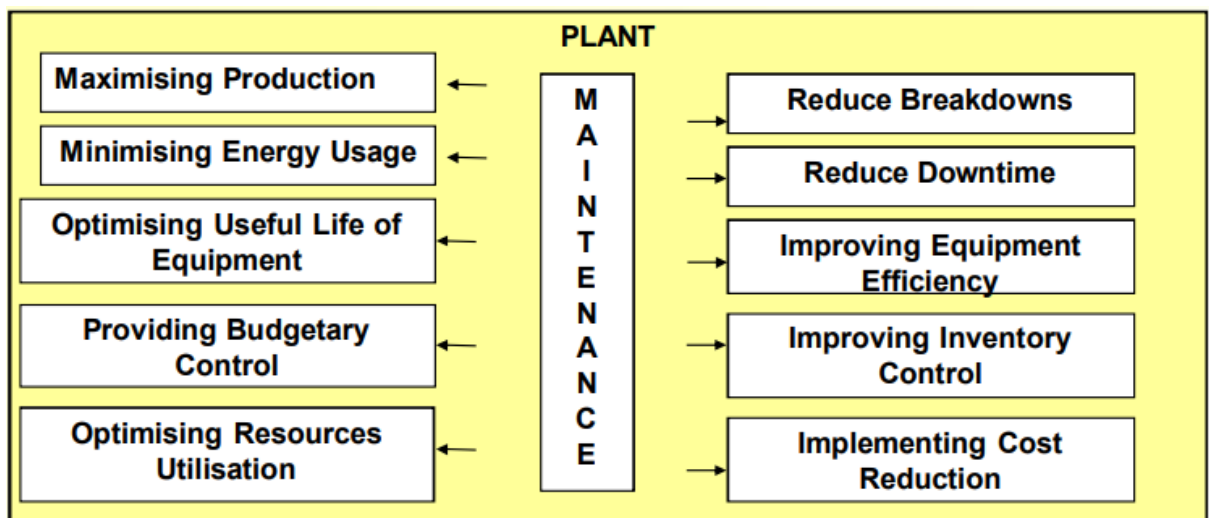 PLANT
Maximising Production
Minimising Energy Usage
Optimising Useful Life of
Equipment
Providing Budgetary
Control
Optimising Resources
Utilisation
M
A
I
N
T
E
N
A
N
C
E
Reduce Breakdowns
Reduce Downtime
Improving Equipment
Efficiency
Improving Inventory
Control
Implementing Cost
Reduction